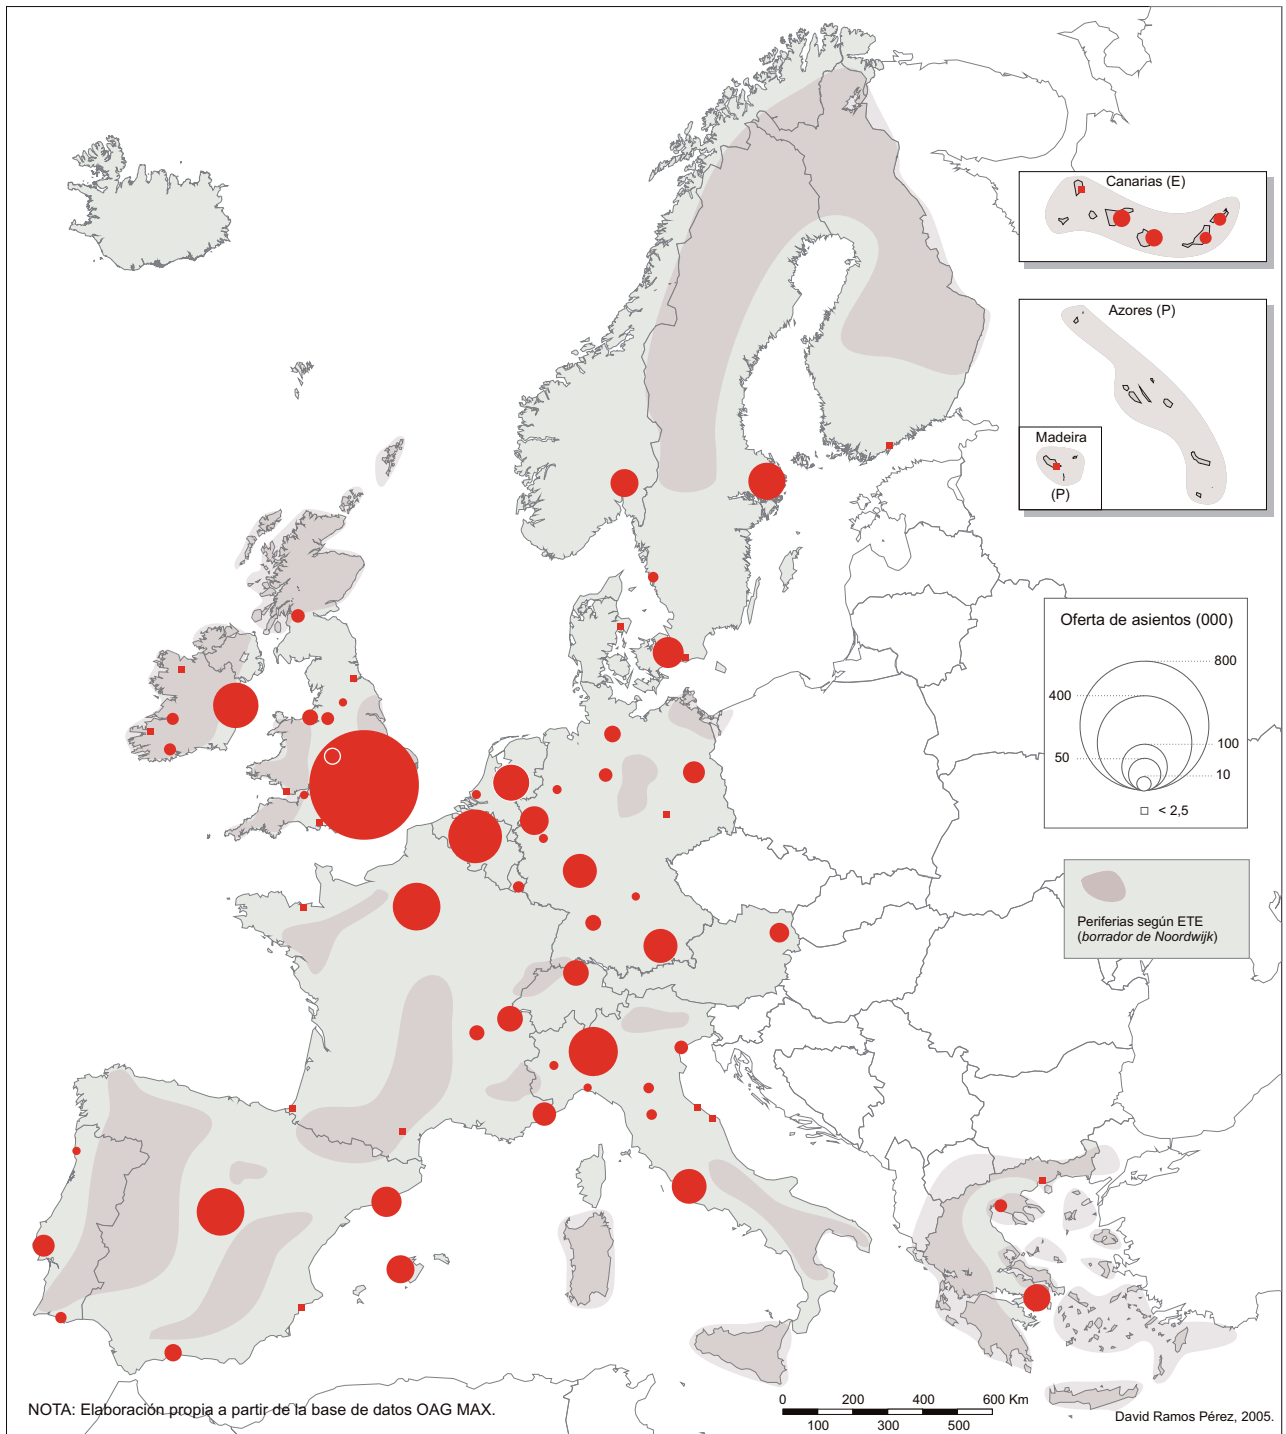 Canarias (E)
Azores (P)
Madeira
(P)
Oferta de asientos (000)
800
400
100
50
10
< 2,5
Periferias según ETE
(borrador de Noordwijk)
NOTA: Elaboración propia a partir de la base de datos OAG MAX.
0 200 400 600 Km
100 300 500
David Ramos Pérez, 2005.